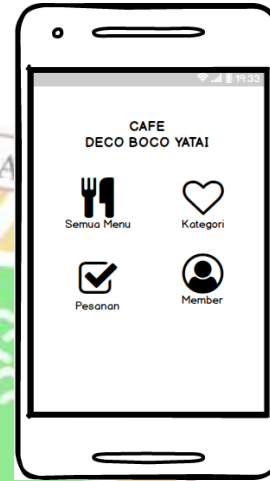 19:33
CAFE
DECO BOCO YATAI
Semua Menu
Kategori
Pesanan
Member